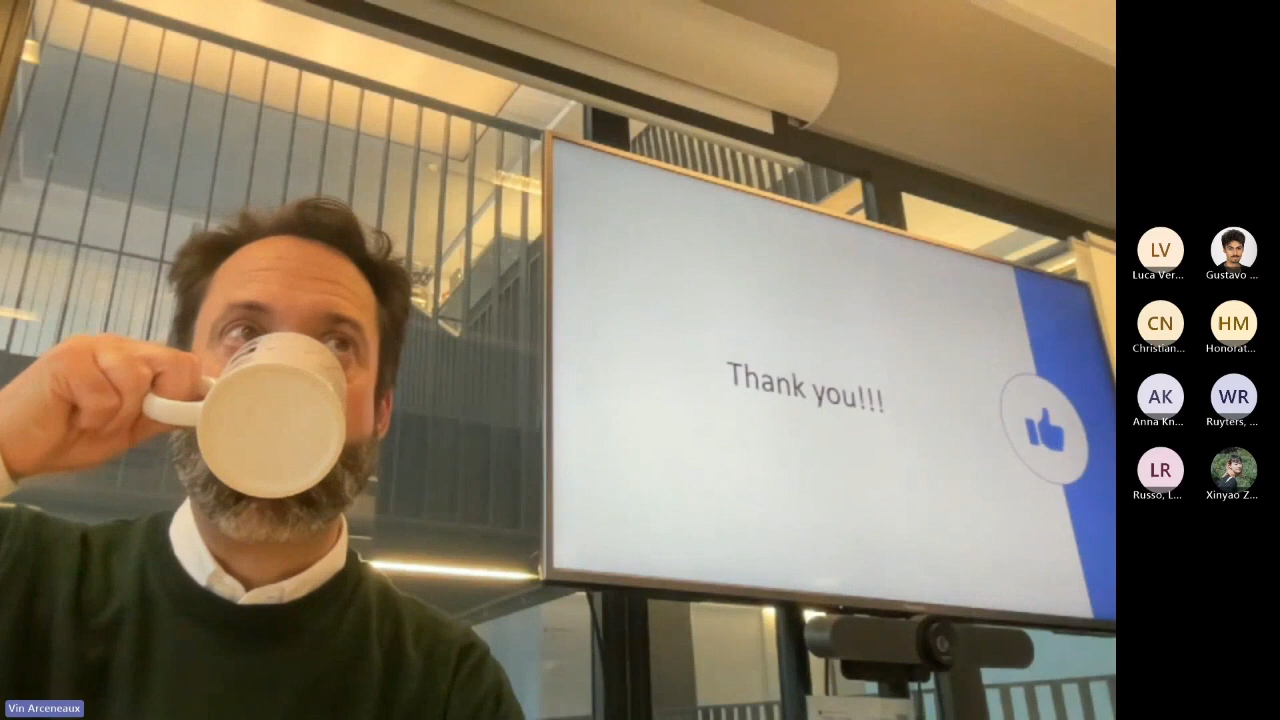 Thank you!!!
LV
Luca Ver...
Gustavo ...
CN
Christian...
HM
Honorat...
AK
Anna Kn...
WR
Ruyters, ...
LR
Russo, L...
Xinyao Z...
Vin Arceneaux